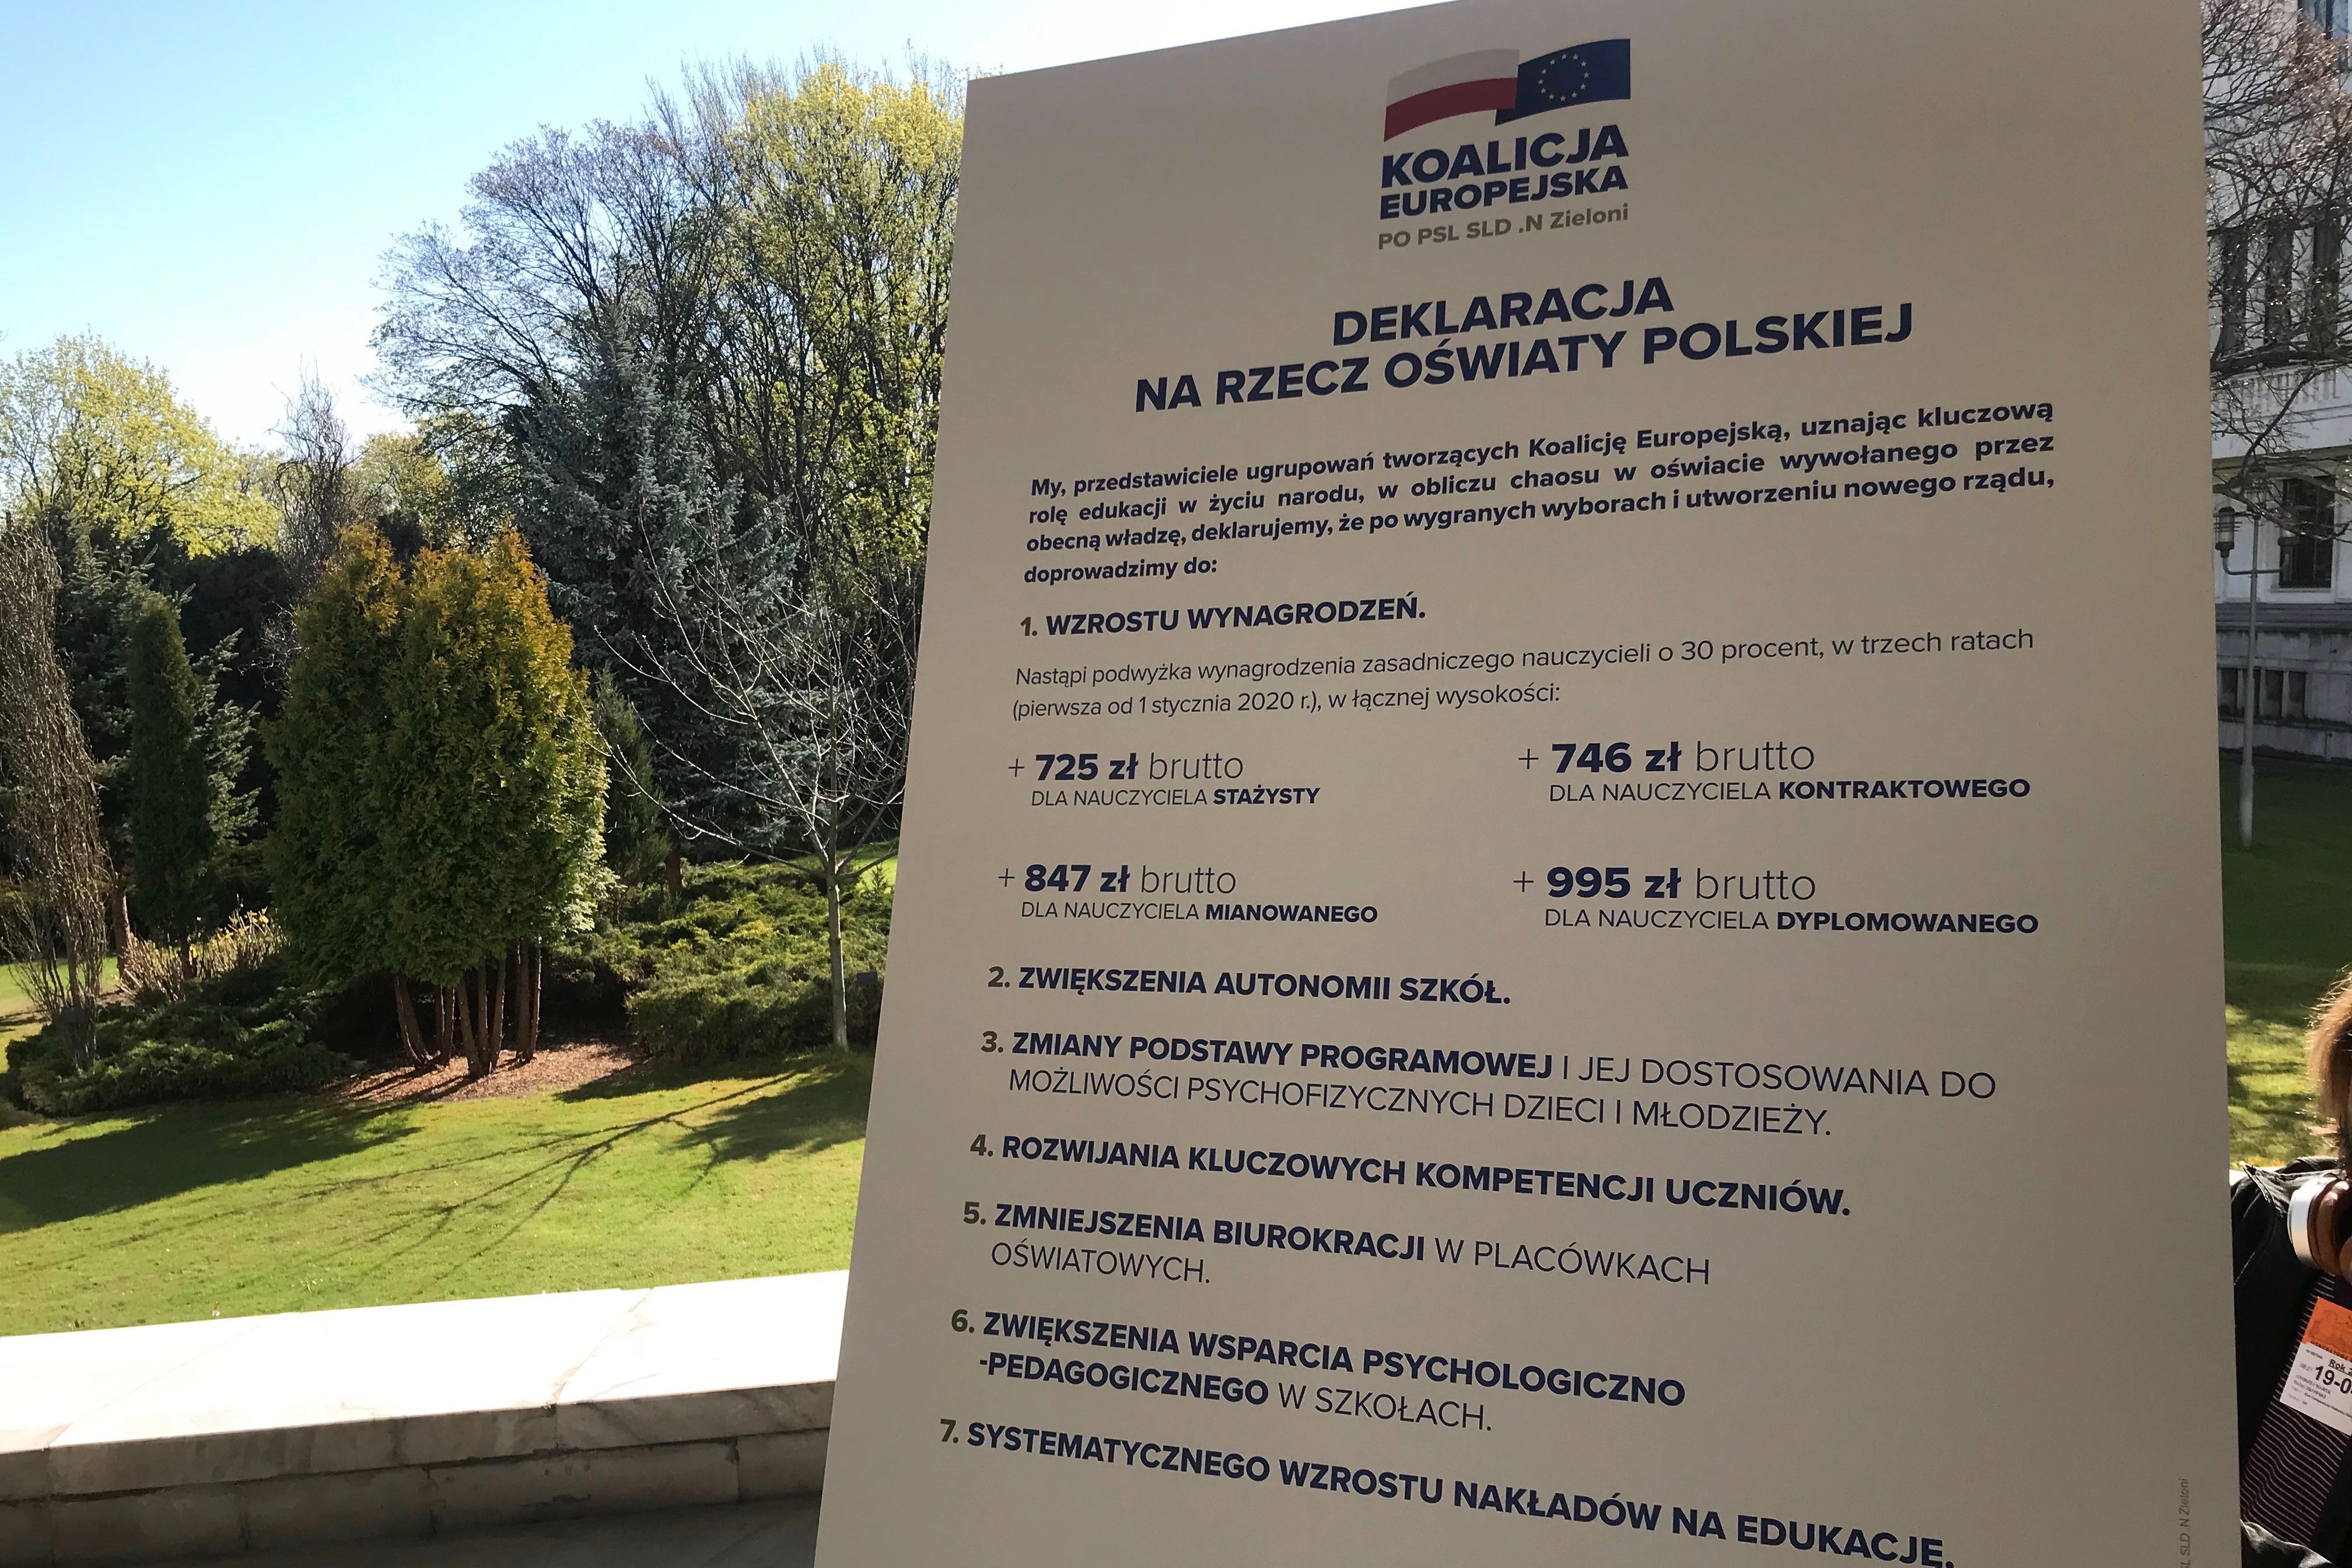 KOALICJA
EUROPEJSKA
PO PSL SLD .N Zieloni
DEKLARACJA
NA RZECZ OŚWIATY POLSKIEJ
My, przedstawiciele ugrupowań tworzących Koalicję Europejską, uznając kluczową
rolę edukacji w życiu narodu, w obliczu chaosu w oświacie wywołanego przez
obecną władzę, deklarujemy, że po wygranych wyborach i utworzeniu nowego rządu,
doprowadzimy do:
1. WZROSTU WYNAGRODZEŃ.
Nastąpi podwyżka wynagrodzenia zasadniczego nauczycieli o 30 procent, w trzech ratach
(pierwsza od 1 stycznia 2020 r.), w łącznej wysokości:
+ 725 zł brutto
DLA NAUCZYCIELA STAŻYSTY
+ 746 zł brutto
DLA NAUCZYCIELA KONTRAKTOWEGO
+ 847 zł brutto
DLA NAUCZYCIELA MIANOWANEGO
+ 995 zł brutto
DLA NAUCZYCIELA DYPLOMOWANEGO
2. ZWIĘKSZENIA AUTONOMII SZKÓŁ.
3. ZMIANY PODSTAWY PROGRAMOWEJ I JEJ DOSTOSOWANIA DO
MOŻLIWOŚCI PSYCHOFIZYCZNYCH DZIECI I MŁODZIEŻY.
4. ROZWIJANIA KLUCZOWYCH KOMPETENCJI UCZNIÓW.
5. ZMNIEJSZENIA BIUROKRACJI W PLACÓWKACH
OŚWIATOWYCH.
6. ZWIĘKSZENIA WSPARCIA PSYCHOLOGICZNO
-PEDAGOGICZNEGO W SZKOŁACH.
7. SYSTEMATYCZNEGO WZROSTU NAKŁADÓW NA EDUKACJĘ.
SLD .N Zieloni
Rok
19-0